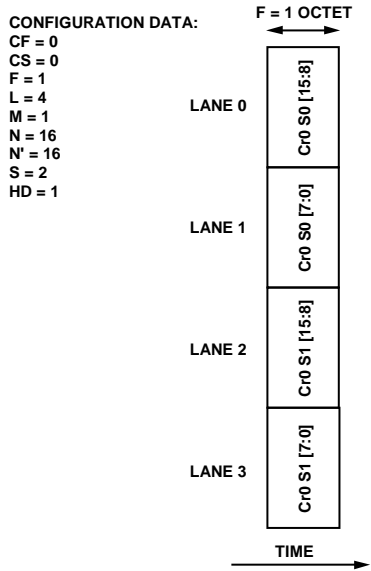 CONFIGURATION DATA:
CF = 0
CS = 0
F = 1
L = 4
M = 1
N = 16
N' = 16
S = 2
HD = 1
F = 1 OCTET
LANE 0
Cr0 S0 [15:8]
LANE 1
Cr0 S0 [7:0]
LANE 2
Cr0 S1 [15:8]
LANE 3
Cr0 S1 [7:0]
TIME